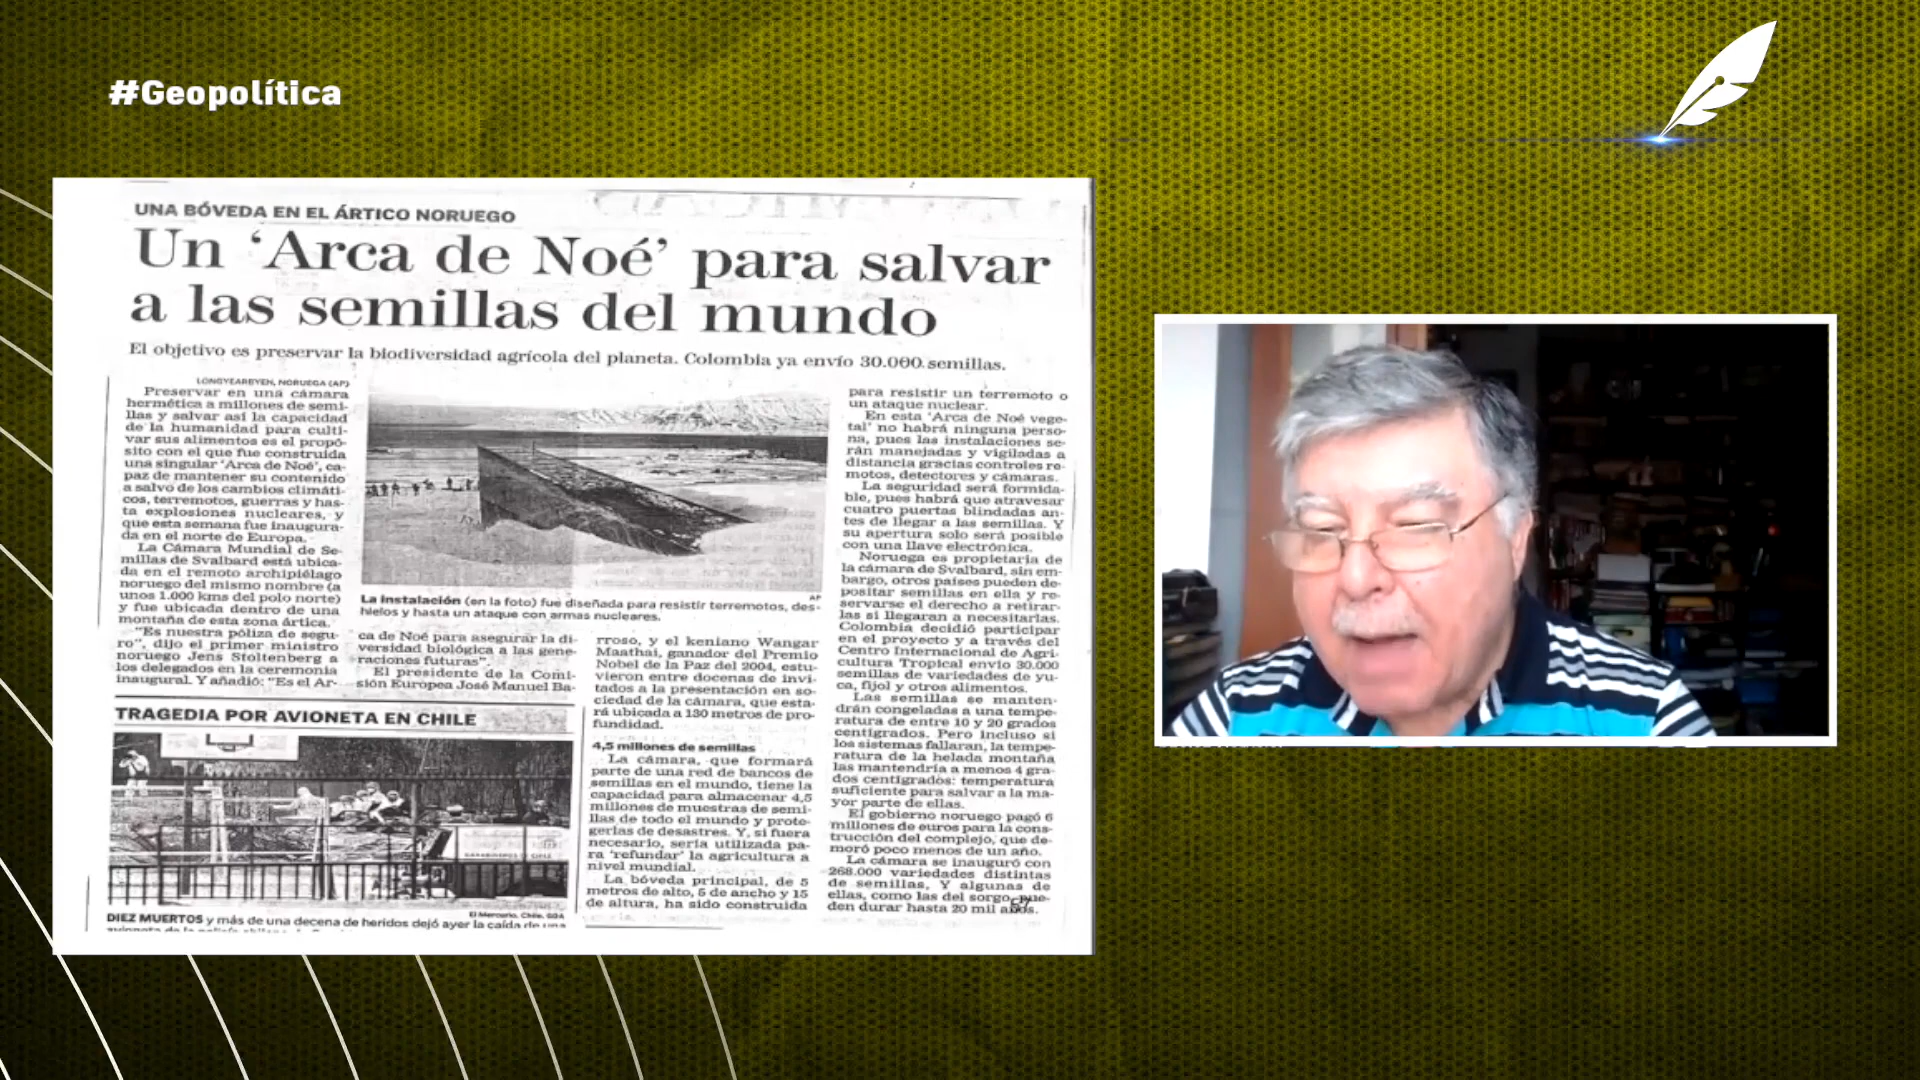 #Geopolítica
UNA BÓVEDA EN EL ÁRTICO NORUEGO
Un ‘Arca de Noé’ para salvar
a las semillas del mundo
El objetivo es preservar la biodiversidad agrícola del planeta. Colombia ya envío 30.000 semillas.
LONGYEARBYEN, NORUEGA (AP)
Preservar en una cámara
hermética a millones de semi-
llas y salvar así la capacidad
de la humanidad para culti-
var sus alimentos es el propó-
sito con el que fue construida
una singular ‘Arca de Noé’, ca-
paz de mantener su contenido
a salvo de los cambios climáti-
cos, terremotos, guerras y has-
ta explosiones nucleares, y
que esta semana fue inaugura-
da en el norte de Europa.
La Cámara Mundial de Se-
millas de Svalbard está ubica-
da en el remoto archipiélago
noruego del mismo nombre (a
unos 1.000 kms del polo norte)
y fue ubicada dentro de una
montaña de esta zona ártica.
“Es nuestra póliza de segu-
ro”, dijo el primer ministro
noruego Jens Stoltenberg a
los delegados en la ceremonia
inaugural. Y añadió: “Es el Ar-
AP
La instalación (en la foto) fue diseñada para resistir terremotos, des-
hielos y hasta un ataque con armas nucleares.
ca de Noé para asegurar la di-
versidad biológica a las gene-
raciones futuras”.
El presidente de la Comi-
sión Europea José Manuel Ba-
rroso, y el keniano Wangar
Maathai, ganador del Premio
Nobel de la Paz del 2004, estu-
vieron entre docenas de invi-
tados a la presentación en so-
ciedad de la cámara, que esta-
rá ubicada a 130 metros de pro-
fundidad.
4,5 millones de semillas
La cámara, que formará
parte de una red de bancos de
semillas en el mundo, tiene la
capacidad para almacenar 4,5
millones de muestras de semi-
llas de todo el mundo y prote-
gerlas de desastres. Y, si fuera
necesario, sería utilizada pa-
ra ‘refundar’ la agricultura a
nivel mundial.
La bóveda principal, de 5
metros de alto, 5 de ancho y 15
de altura, ha sido construida
para resistir un terremoto o
un ataque nuclear.
En esta ‘Arca de Noé vege-
tal’ no habrá ninguna perso-
na, pues las instalaciones se-
rán manejadas y vigiladas a
distancia gracias controles re-
motos, detectores y cámaras.
La seguridad será formida-
ble, pues habrá que atravesar
cuatro puertas blindadas an-
tes de llegar a las semillas. Y
su apertura solo será posible
con una llave electrónica.
Noruega es propietaria de
la cámara de Svalbard, sin em-
bargo, otros países pueden de-
positar semillas en ella y re-
servarse el derecho a retirar-
las si llegaran a necesitarlas.
Colombia decidió participar
en el proyecto y a través del
Centro Internacional de Agri-
cultura Tropical envío 30.000
semillas de variedades de yu-
ca, fijol y otros alimentos.
Las semillas se manten-
drán congeladas a una tempe-
ratura de entre 10 y 20 grados
centígrados. Pero incluso si
los sistemas fallaran, la tempe-
ratura de la helada montaña
las mantendría a menos 4 gra-
dos centígrados: temperatura
suficiente para salvar a la ma-
yor parte de ellas.
El gobierno noruego pagó 6
millones de euros para la cons-
trucción del complejo, que de-
moró poco menos de un año.
La cámara se inauguró con
268.000 variedades distintas
de semillas, Y algunas de
ellas, como las del sorgo, pue-
den durar hasta 20 mil años.
TRAGEDIA POR AVIONETA EN CHILE
El Mercurio, Chile. GDA
DIEZ MUERTOS y más de una decena de heridos dejó ayer la caída de una